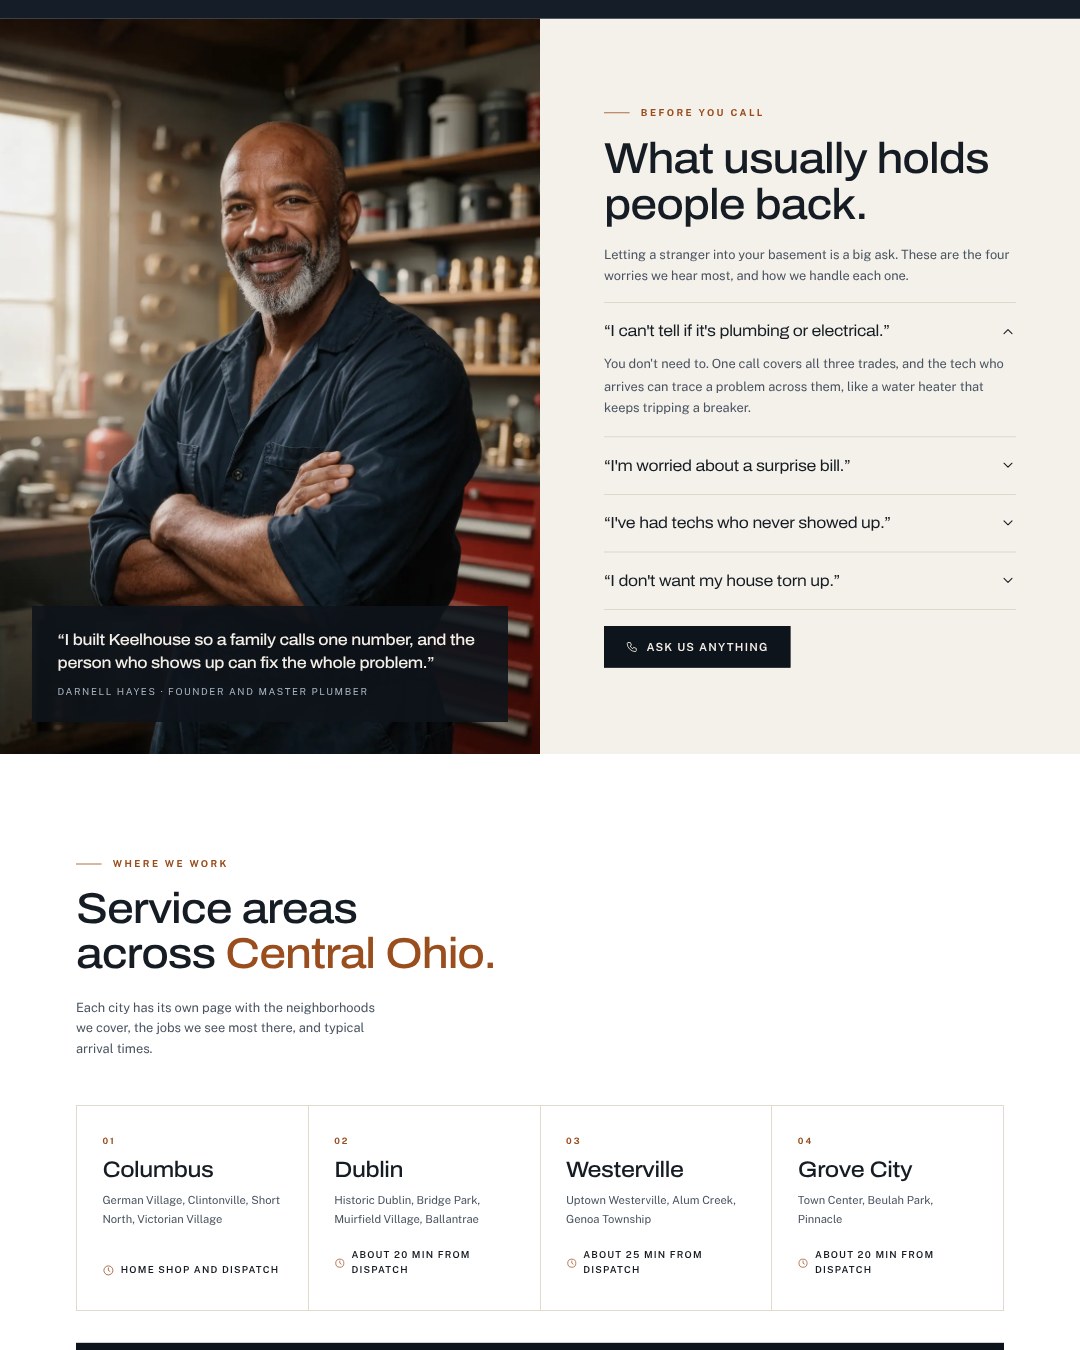 BEFORE YOU CALL
What usually holds
people back.
Letting a stranger into your basement is a big ask. These are the four
worries we hear most, and how we handle each one.
“I can't tell if it's plumbing or electrical.”
You don't need to. One call covers all three trades, and the tech who
arrives can trace a problem across them, like a water heater that
keeps tripping a breaker.
“I'm worried about a surprise bill.”
“I've had techs who never showed up.”
“I don't want my house torn up.”
ASK US ANYTHING
“I built Keelhouse so a family calls one number, and the
person who shows up can fix the whole problem.”
DARNELL HAYES · FOUNDER AND MASTER PLUMBER
WHERE WE WORK
Service areas
across Central Ohio.
Each city has its own page with the neighborhoods
we cover, the jobs we see most there, and typical
arrival times.
01
Columbus
German Village, Clintonville, Short
North, Victorian Village
HOME SHOP AND DISPATCH
02
Dublin
Historic Dublin, Bridge Park,
Muirfield Village, Ballantrae
ABOUT 20 MIN FROM
DISPATCH
03
Westerville
Uptown Westerville, Alum Creek,
Genoa Township
ABOUT 25 MIN FROM
DISPATCH
04
Grove City
Town Center, Beulah Park,
Pinnacle
ABOUT 20 MIN FROM
DISPATCH